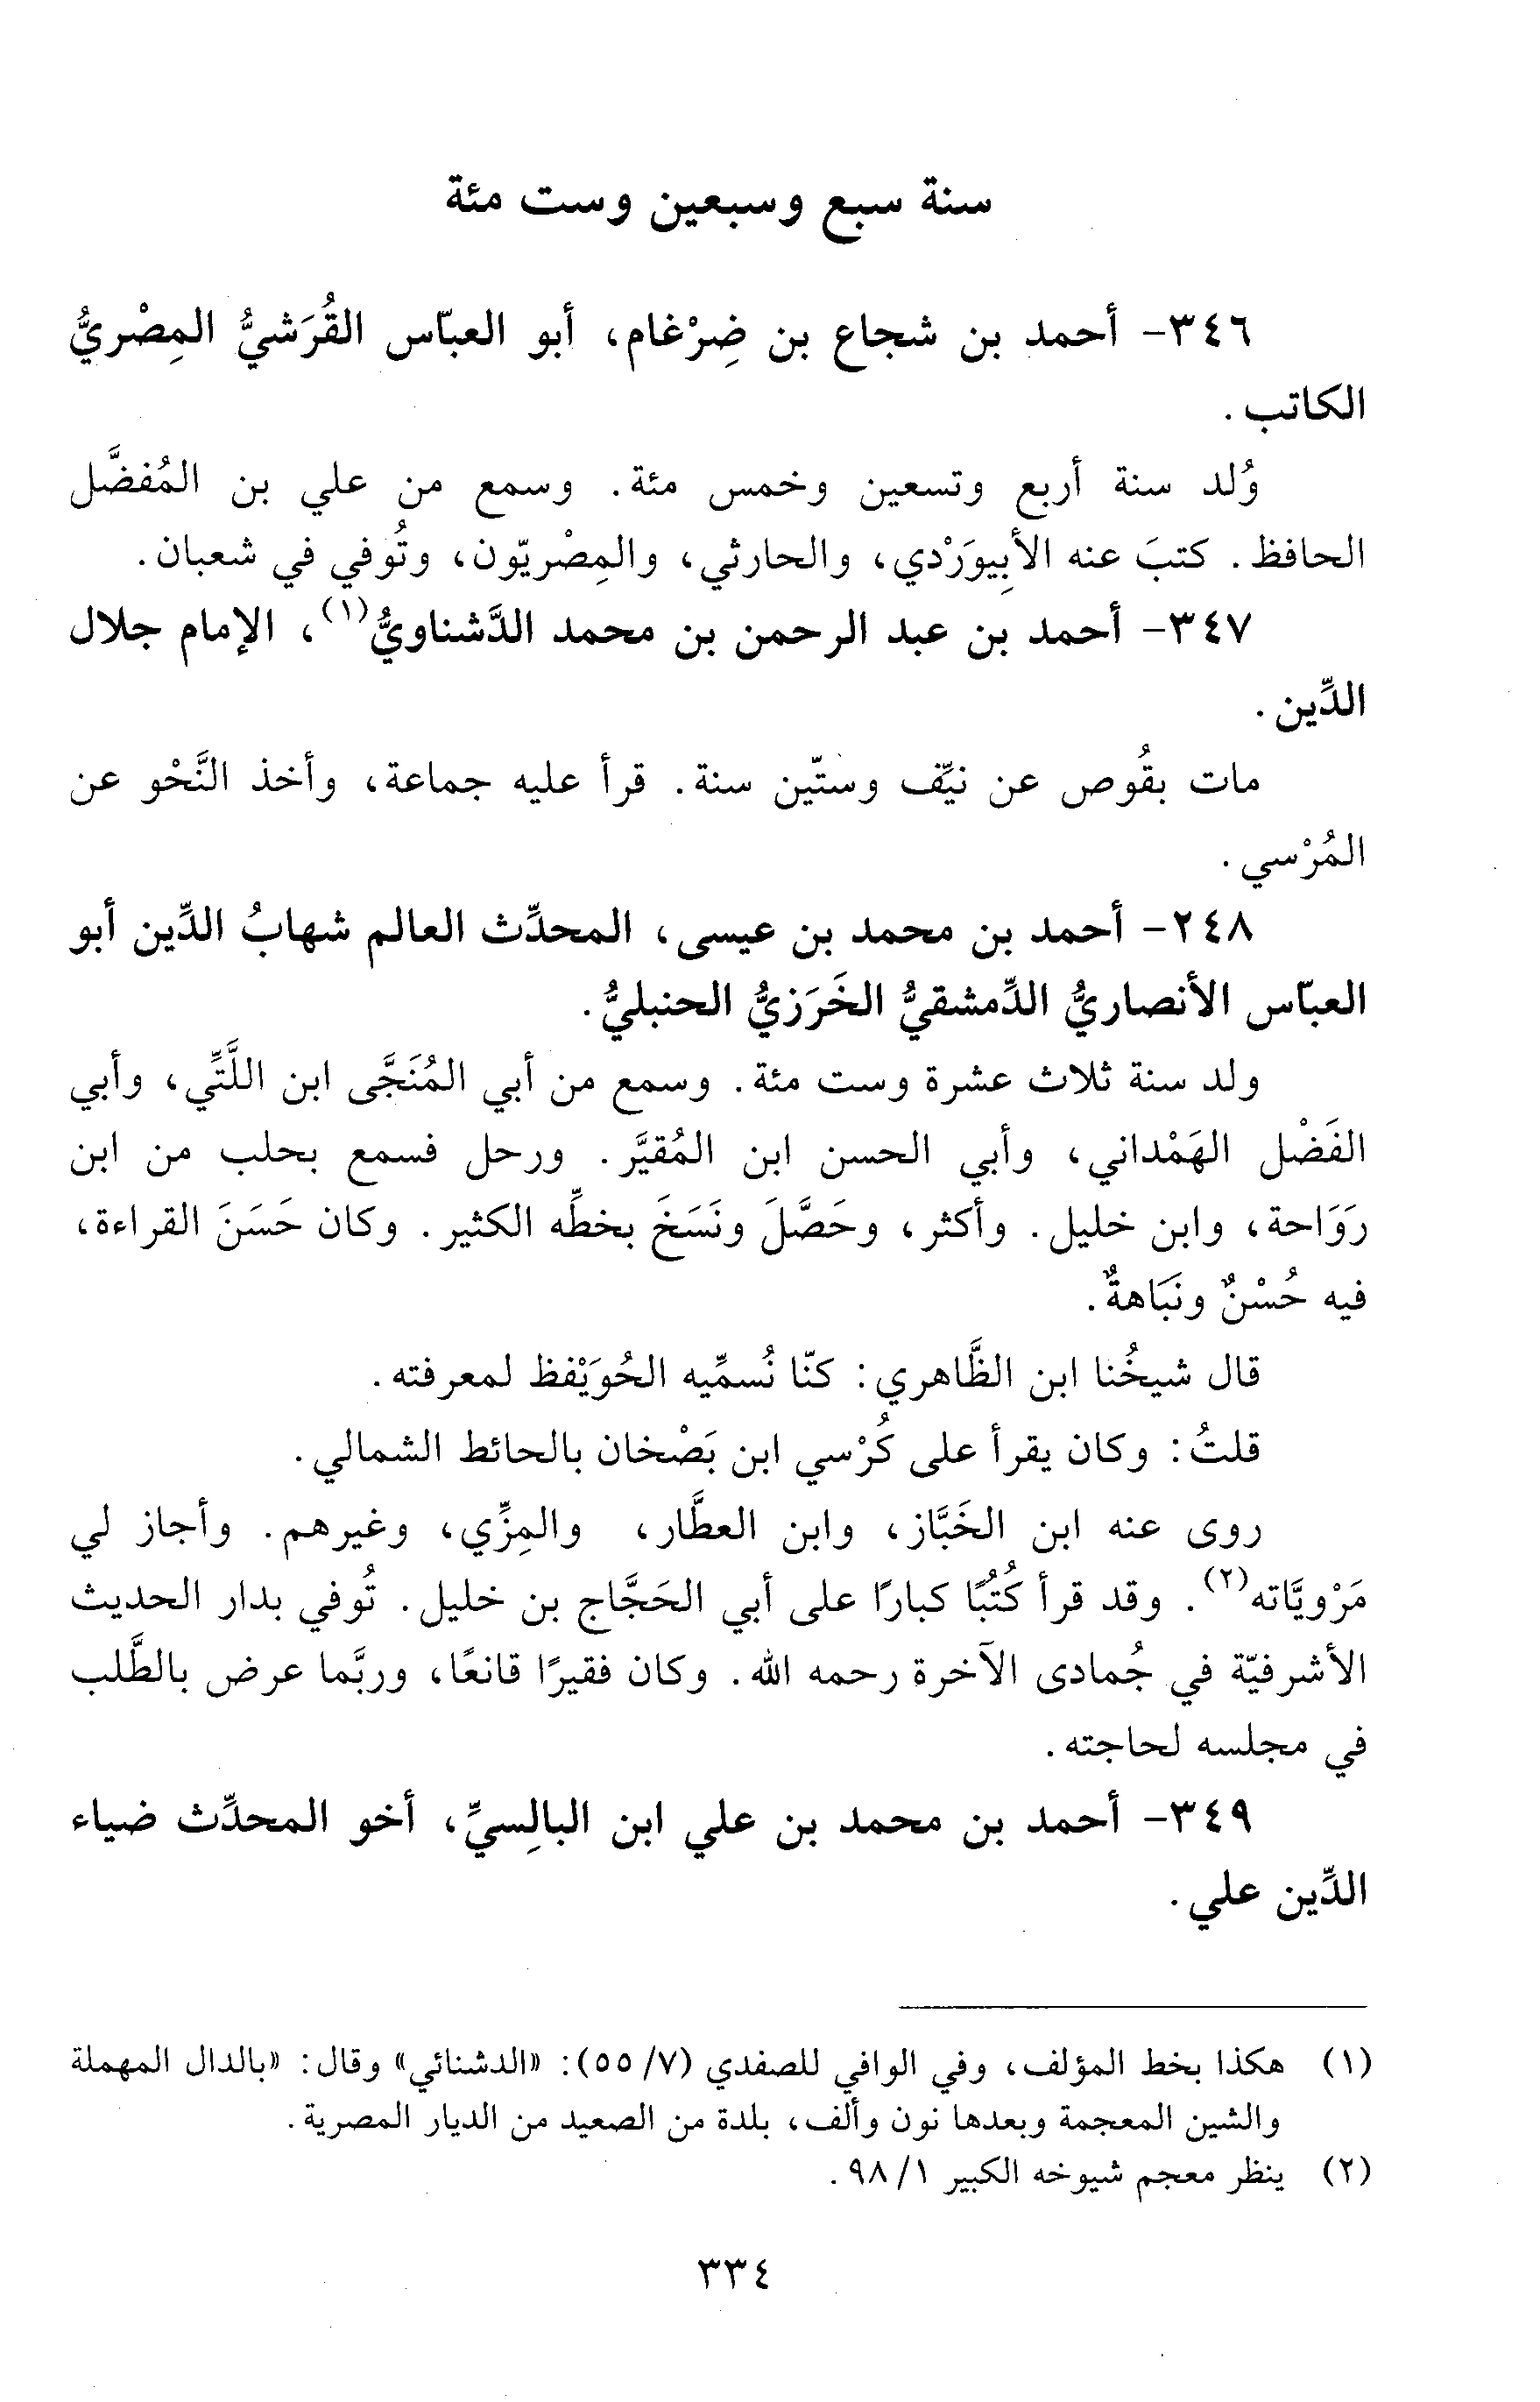 سنة سبع وسبعين وست مئة
٣٤٦- أحمد بن شجاع بن ضِرْغام، أبو العبّاس القُرَشيُّ المِصْريُّ
الكاتب.
وُلد سنة أربع وتسعين وخمس مئة. وسمع من علي بن المُفضَّل
الحافظ. كتبَ عنه الأبِيوَرْدي، والحارثي، والمِصْريّون، وتُوفي في شعبان.
٣٤٧- أحمد بن عبد الرحمن بن محمد الدَّشناويُّ(١)، الإمام جلال
الدِّين.
مات بقُوص عن نيِّف وستّين سنة. قرأ عليه جماعة، وأخذ النَّحْو عن
المُرْسي.
٢٤٨- أحمد بن محمد بن عيسى، المحدِّث العالم شهابُ الدِّين أبو
العبّاس الأنصاريُّ الدِّمشقيُّ الخَرَزيُّ الحنبليُّ.
ولد سنة ثلاث عشرة وست مئة. وسمع من أبي المُنَجَّى ابن اللَّتِّي، وأبي
الفَضْل الهَمْداني، وأبي الحسن ابن المُقيَّر. ورحل فسمع بحلب من ابن
رَوَاحة، وابن خليل. وأكثر، وحَصَّلَ ونَسَخَ بخطِّه الكثير. وكان حَسَنَ القراءة،
فيه حُسْنٌ ونَبَاهةٌ.
قال شيخُنا ابن الظَّاهري: كنّا نُسمِّيه الحُوَيْفظ لمعرفته.
قلتُ: وكان يقرأ على كُرْسي ابن بَصْخان بالحائط الشمالي.
روى عنه ابن الخَبَّاز، وابن العطَّار، والمِزِّي، وغيرهم. وأجاز لي
مَرْويَّاته(٢). وقد قرأ كُتُبًا كبارًا على أبي الحَجَّاج بن خليل. تُوفي بدار الحديث
الأشرفيّة في جُمادى الآخرة رحمه الله. وكان فقيرًا قانعًا، وربَّما عرض بالطَّلب
في مجلسه لحاجته.
٣٤٩- أحمد بن محمد بن علي ابن البالِسيِّ، أخو المحدِّث ضياء
الدِّين علي.
(١) هكذا بخط المؤلف، وفي الوافي للصفدي (٧/ ٥٥): «الدشنائي» وقال: «بالدال المهملة
والشين المعجمة وبعدها نون وألف، بلدة من الصعيد من الديار المصرية.
(٢) ينظر معجم شيوخه الكبير ١/ ٩٨.
٣٣٤